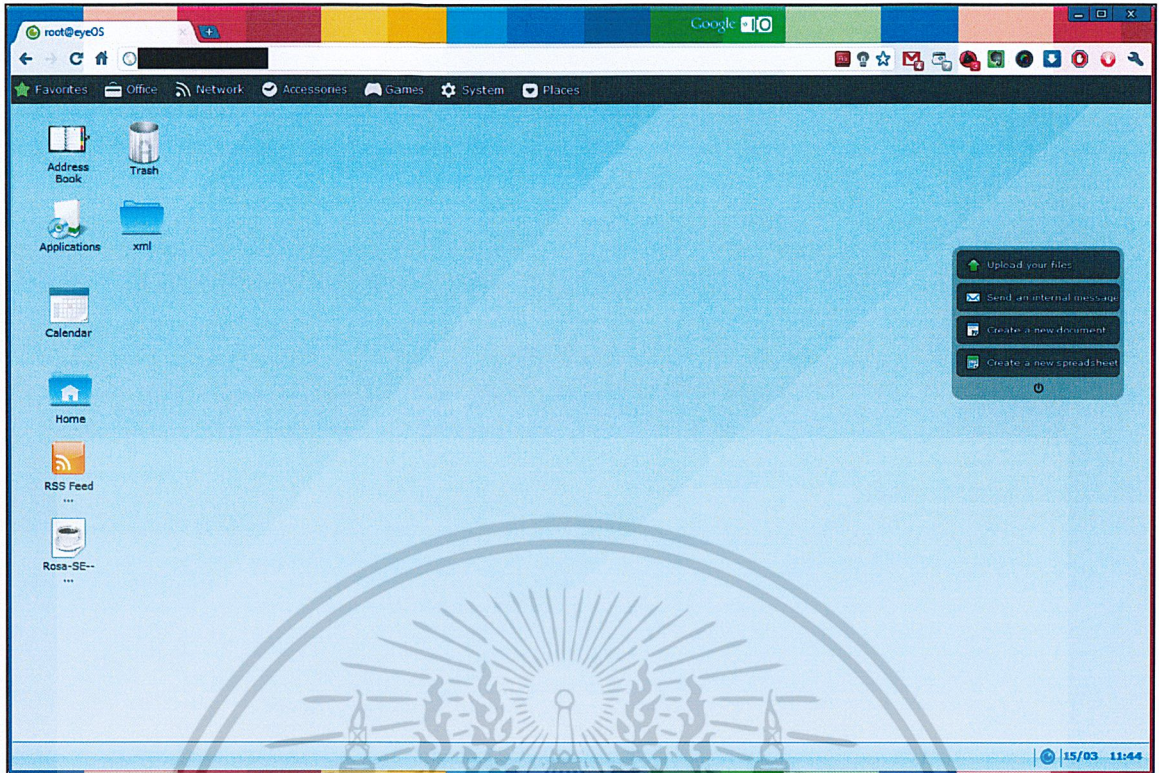 root@eyeOS
Google IO
Favorites Office Network Accessories Games System Places
Address Book
Trash
Applications
xml
Calendar
Home
RSS Feed
...
Rosa-SE--
...
Upload your files
Send an internal message
Create a new document
Create a new spreadsheet
15/03 11:44